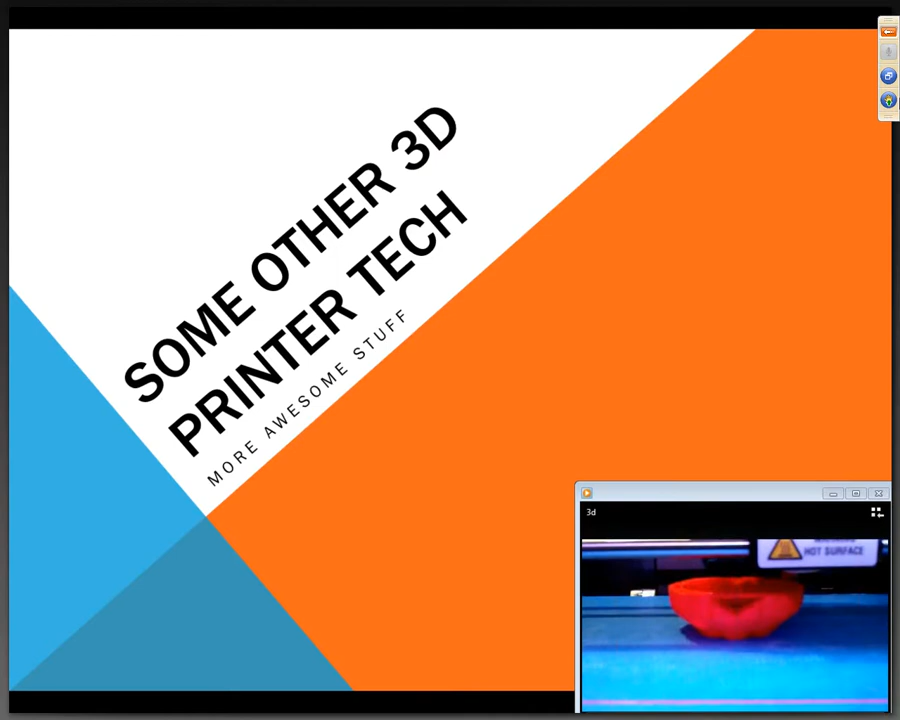 SOME OTHER 3D
PRINTER TECH
MORE AWESOME STUFF
3d
HOT SURFACE